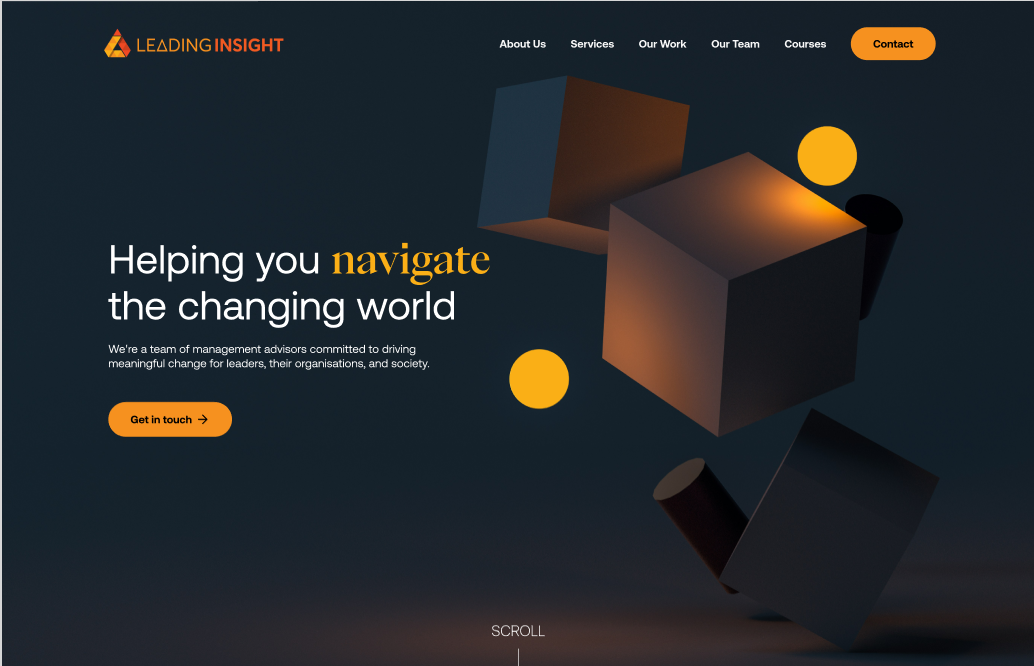 LEADING INSIGHT
About Us
Services
Our Work
Our Team
Courses
Contact
Helping you navigate
the changing world
We're a team of management advisors committed to driving
meaningful change for leaders, their organisations, and society.
Get in touch →
SCROLL